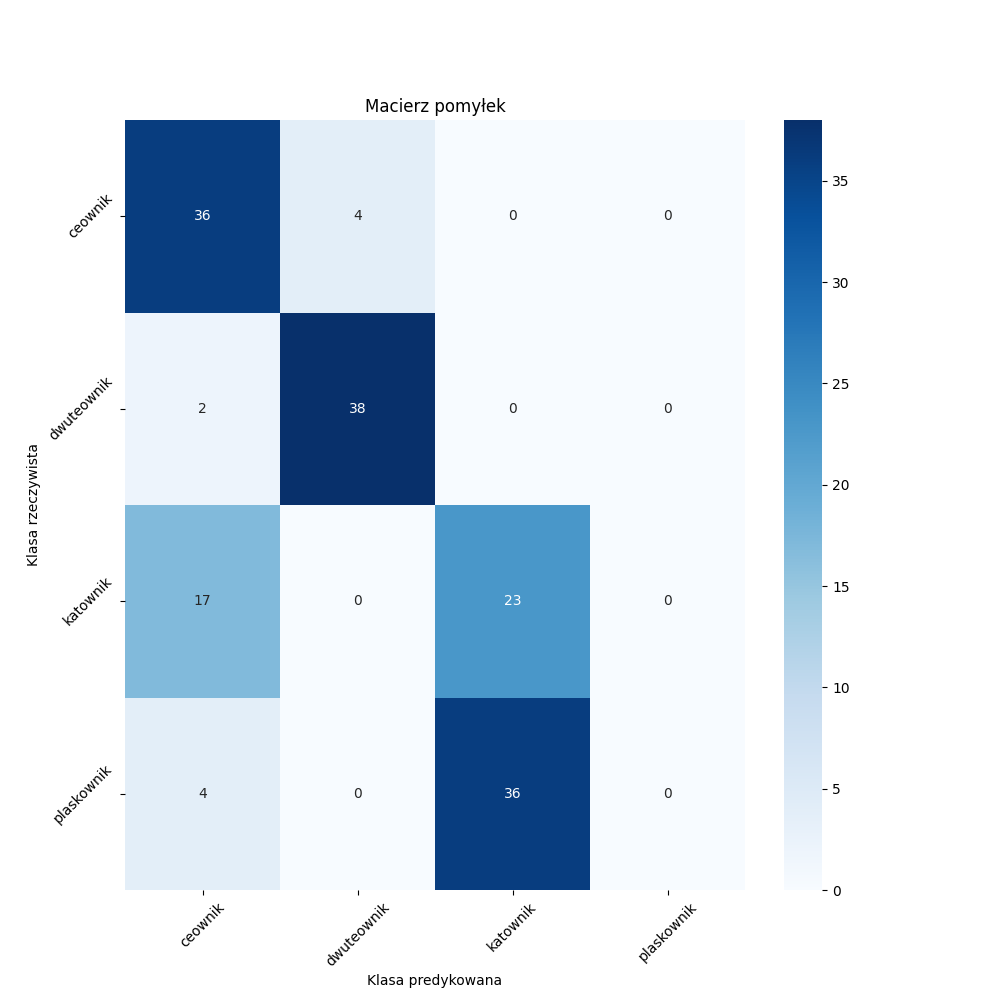 Macierz pomyłek
Klasa rzeczywista
ceownik
36 4 0 0
dwuteownik
2 38 0 0
katownik
17 0 23 0
plaskownik
4 0 36 0
ceownik dwuteownik katownik plaskownik
Klasa predykowana
35
30
25
20
15
10
5
0